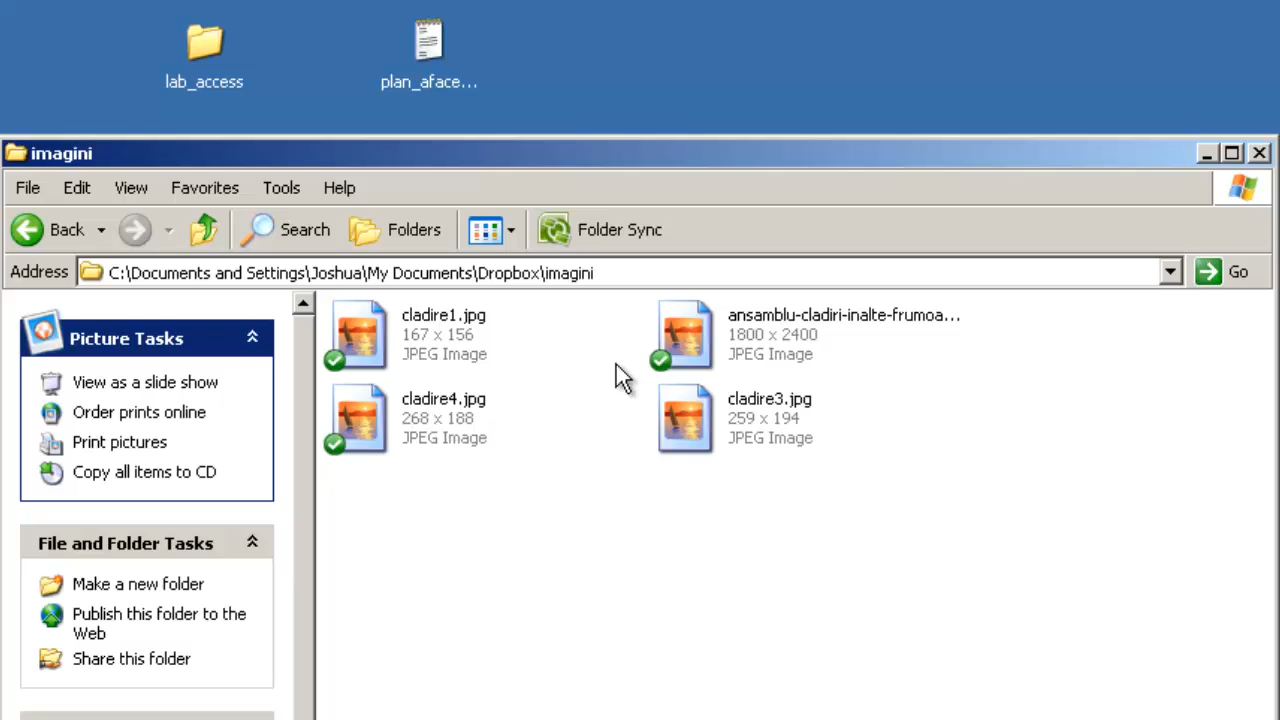 lab_access
plan_aface...
imagini
File Edit View Favorites Tools Help
Back Search Folders Folder Sync
Address C:\Documents and Settings\Joshua\My Documents\Dropbox\imagini Go
Picture Tasks
View as a slide show
Order prints online
Print pictures
Copy all items to CD
File and Folder Tasks
Make a new folder
Publish this folder to the
Web
Share this folder
cladire1.jpg
167 x 156
JPEG Image
ansamblu-cladiri-inalte-frumoa...
1800 x 2400
JPEG Image
cladire4.jpg
268 x 188
JPEG Image
cladire3.jpg
259 x 194
JPEG Image